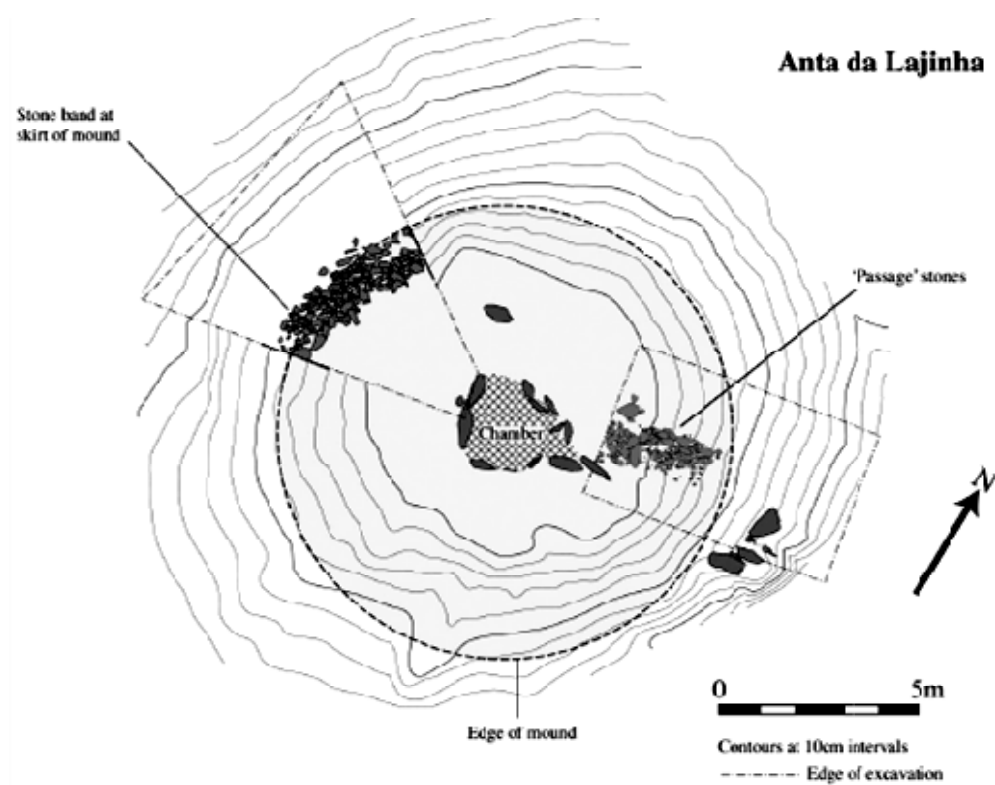 Anta da Lajinha
Stone band at
skirt of mound
'Passage' stones
Chamber
N
0 5m
Edge of mound
Contours at 10cm intervals
Edge of excavation